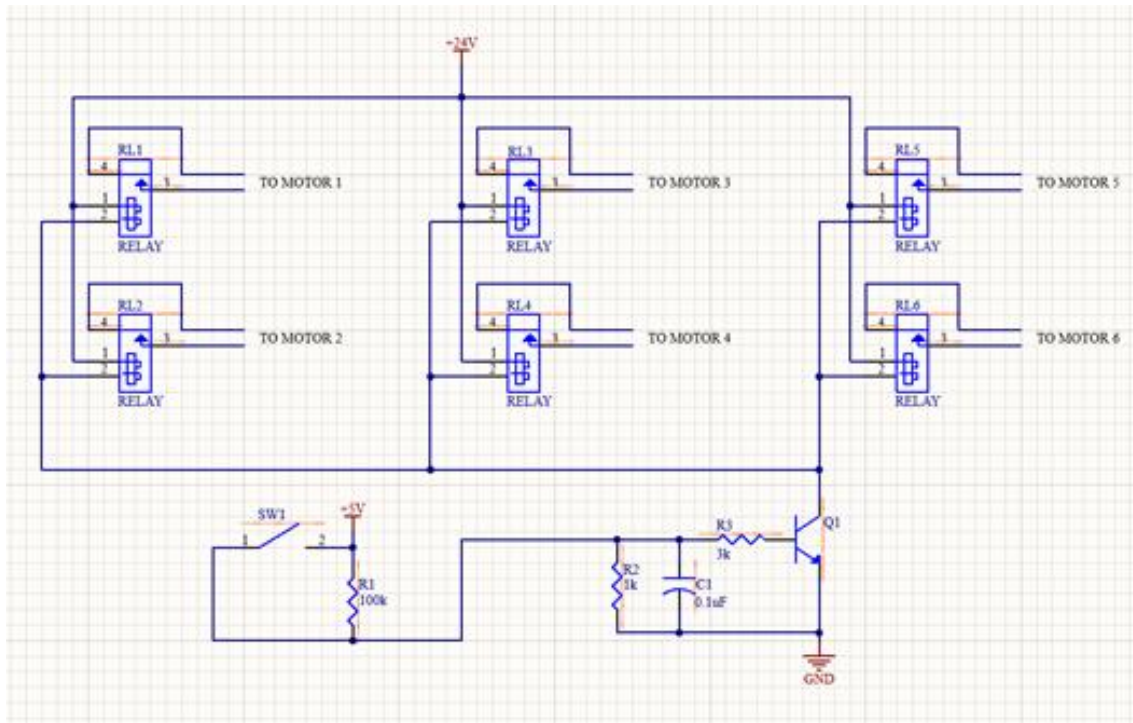 +24V
RL1
4
3
TO MOTOR 1
1
2
RELAY
RL3
4
3
TO MOTOR 3
1
2
RELAY
RL5
4
3
TO MOTOR 5
1
2
RELAY
RL2
4
3
TO MOTOR 2
1
2
RELAY
RL4
4
3
TO MOTOR 4
1
2
RELAY
RL6
4
3
TO MOTOR 6
1
2
RELAY
SW1
1
2
+5V
R1
100k
R2
1k
C1
0.1uF
R3
3k
Q1
GND